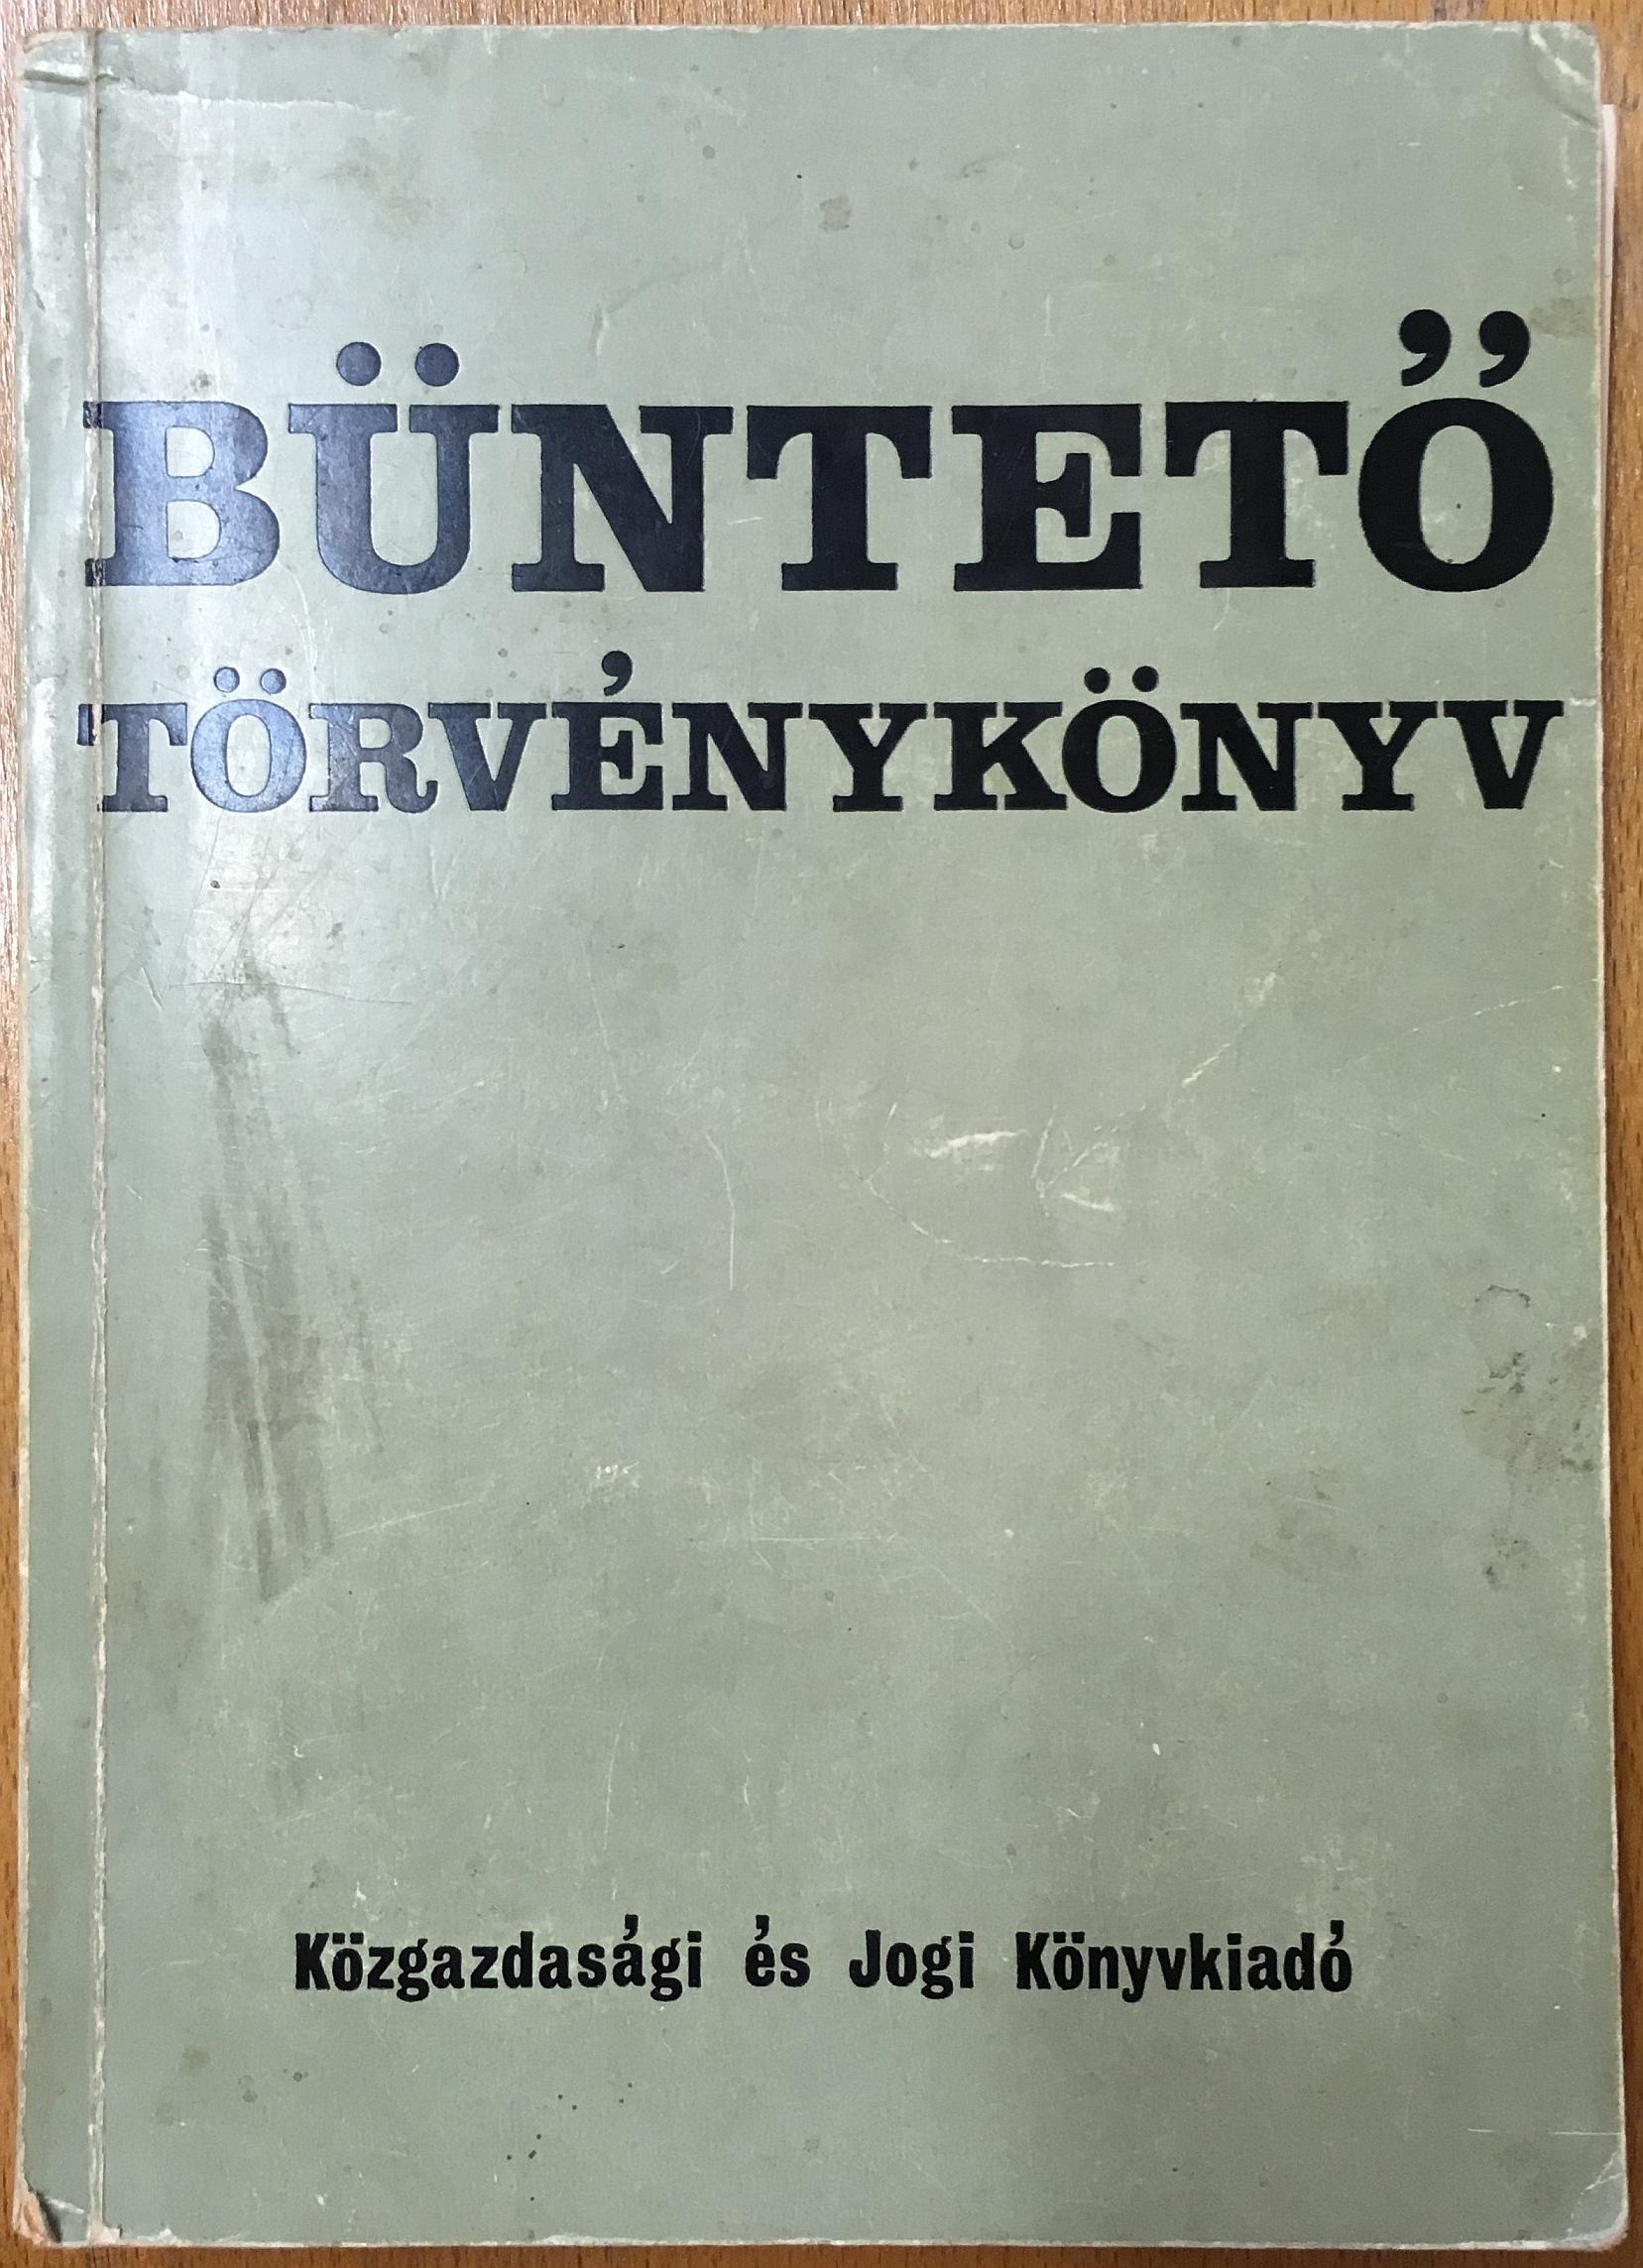 BÜNTETŐ
TÖRVÉNYKÖNYV
Közgazdasági és Jogi Könyvkiadó